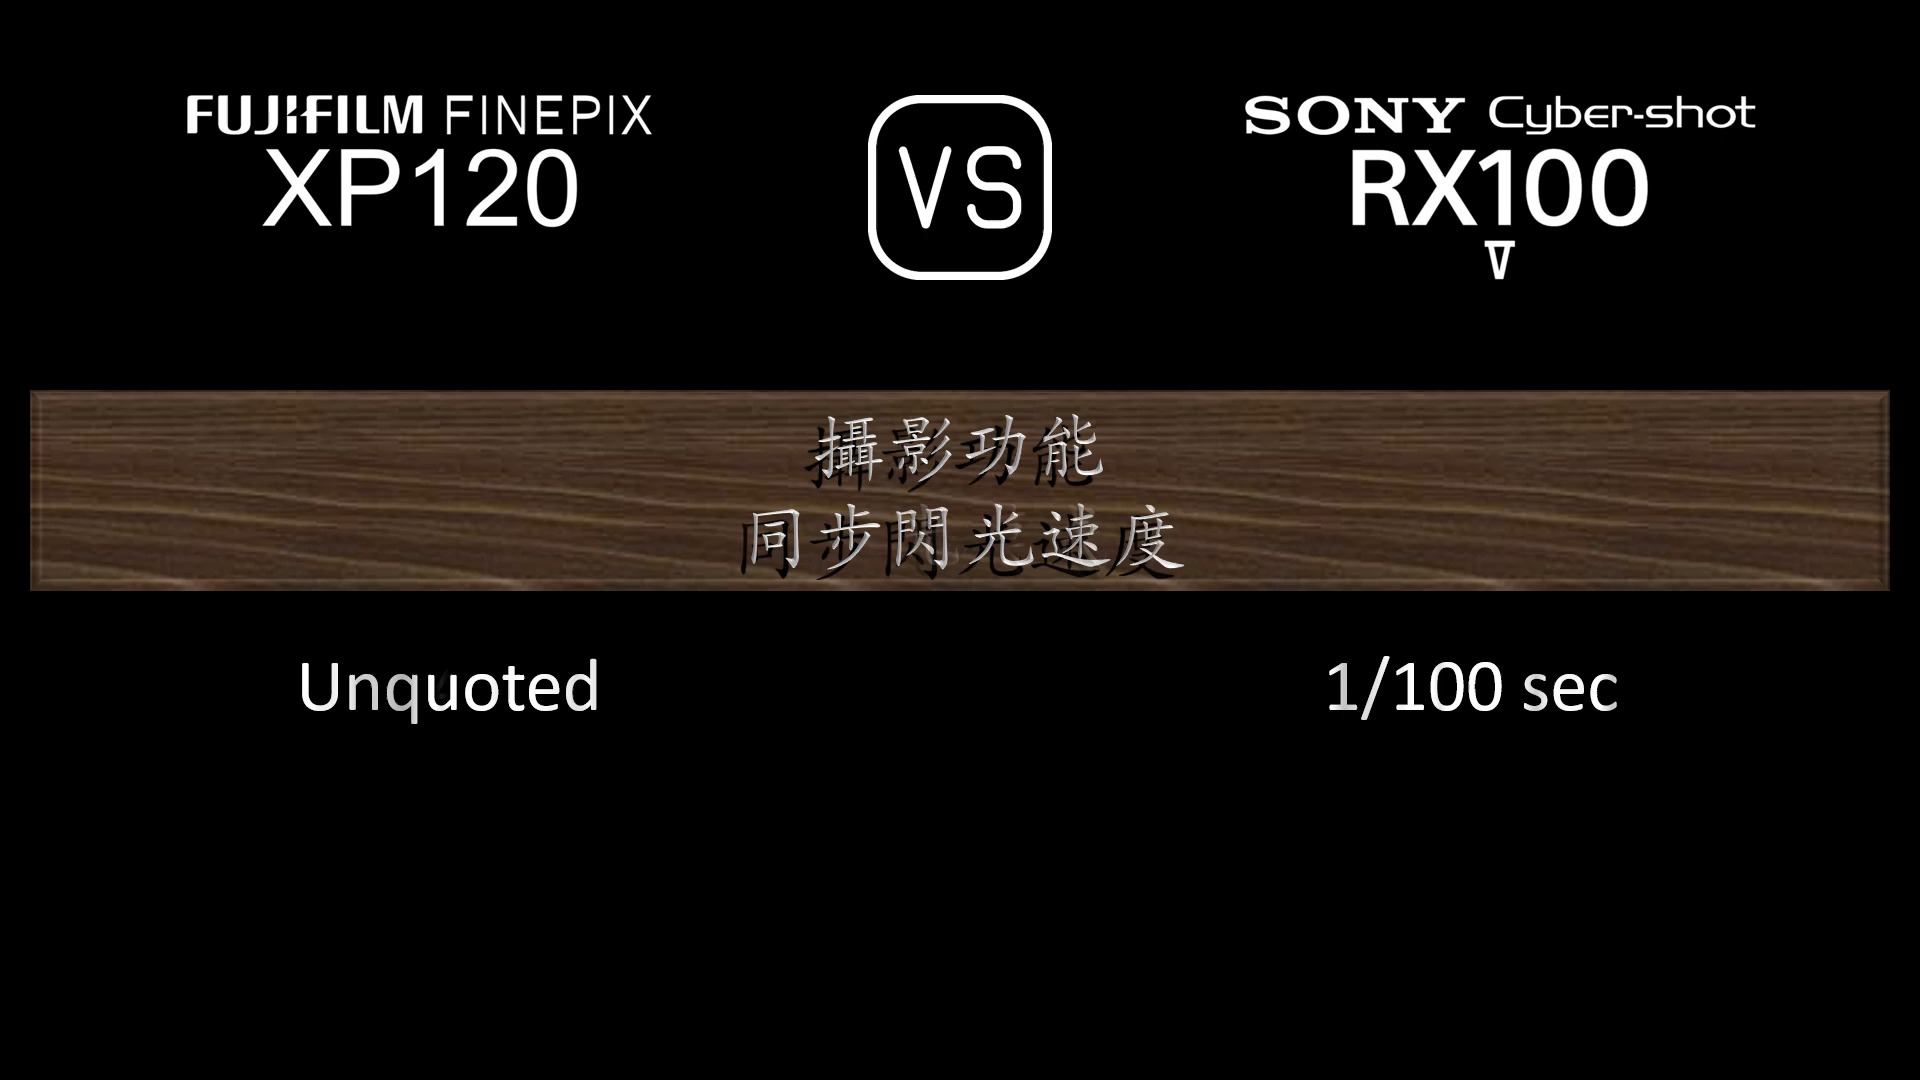 FUJIFILM FINEPIX
XP120
VS
SONY Cyber-shot
RX100
V
攝影功能
同步閃光速度
Unquoted
1/100 sec